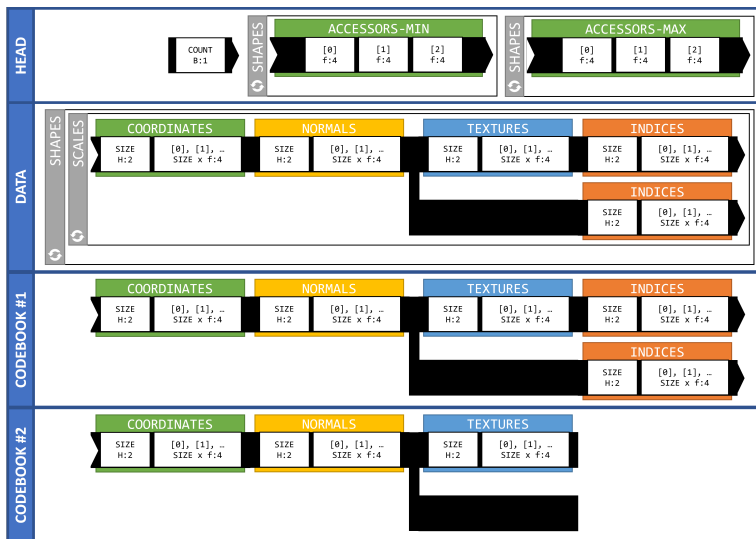 HEAD
COUNT
B:1
SHAPES
ACCESSORS-MIN
[0]
f:4
[1]
f:4
[2]
f:4
SHAPES
ACCESSORS-MAX
[0]
f:4
[1]
f:4
[2]
f:4
DATA
SHAPES
SCALES
COORDINATES
SIZE
H:2
[0], [1], …
SIZE x f:4
NORMALS
SIZE
H:2
[0], [1], …
SIZE x f:4
TEXTURES
SIZE
H:2
[0], [1], …
SIZE x f:4
INDICES
SIZE
H:2
[0], [1], …
SIZE x f:4
INDICES
SIZE
H:2
[0], [1], …
SIZE x f:4
CODEBOOK #1
COORDINATES
SIZE
H:2
[0], [1], …
SIZE x f:4
NORMALS
SIZE
H:2
[0], [1], …
SIZE x f:4
TEXTURES
SIZE
H:2
[0], [1], …
SIZE x f:4
INDICES
SIZE
H:2
[0], [1], …
SIZE x f:4
INDICES
SIZE
H:2
[0], [1], …
SIZE x f:4
CODEBOOK #2
COORDINATES
SIZE
H:2
[0], [1], …
SIZE x f:4
NORMALS
SIZE
H:2
[0], [1], …
SIZE x f:4
TEXTURES
SIZE
H:2
[0], [1], …
SIZE x f:4